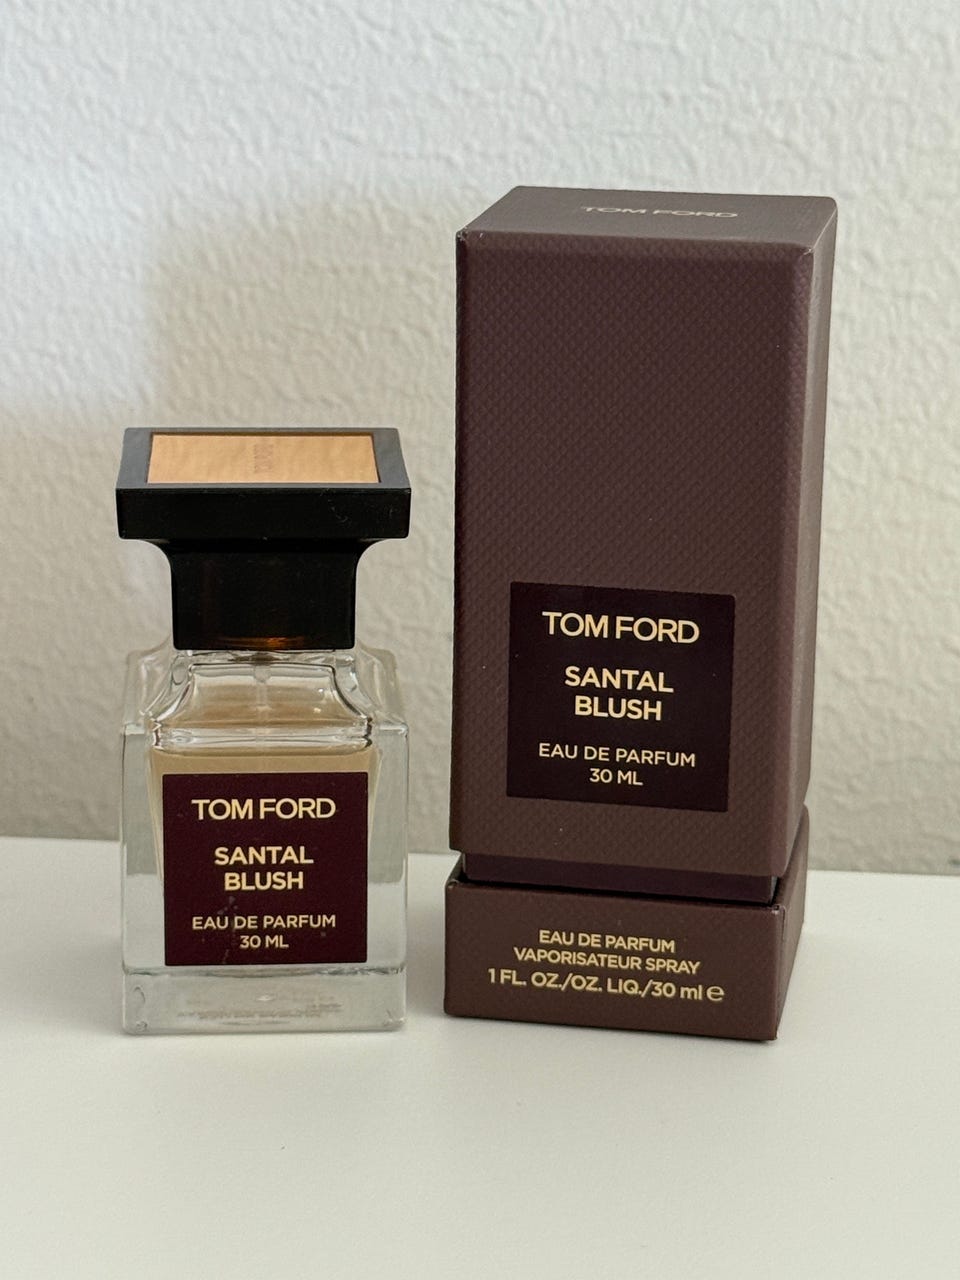 TOM FORD
SANTAL
BLUSH
EAU DE PARFUM
30 ML
TOM FORD
TOM FORD
SANTAL
BLUSH
EAU DE PARFUM
30 ML
EAU DE PARFUM
VAPORISATEUR SPRAY
1 FL. OZ./OZ. LIQ./30 ml ℮